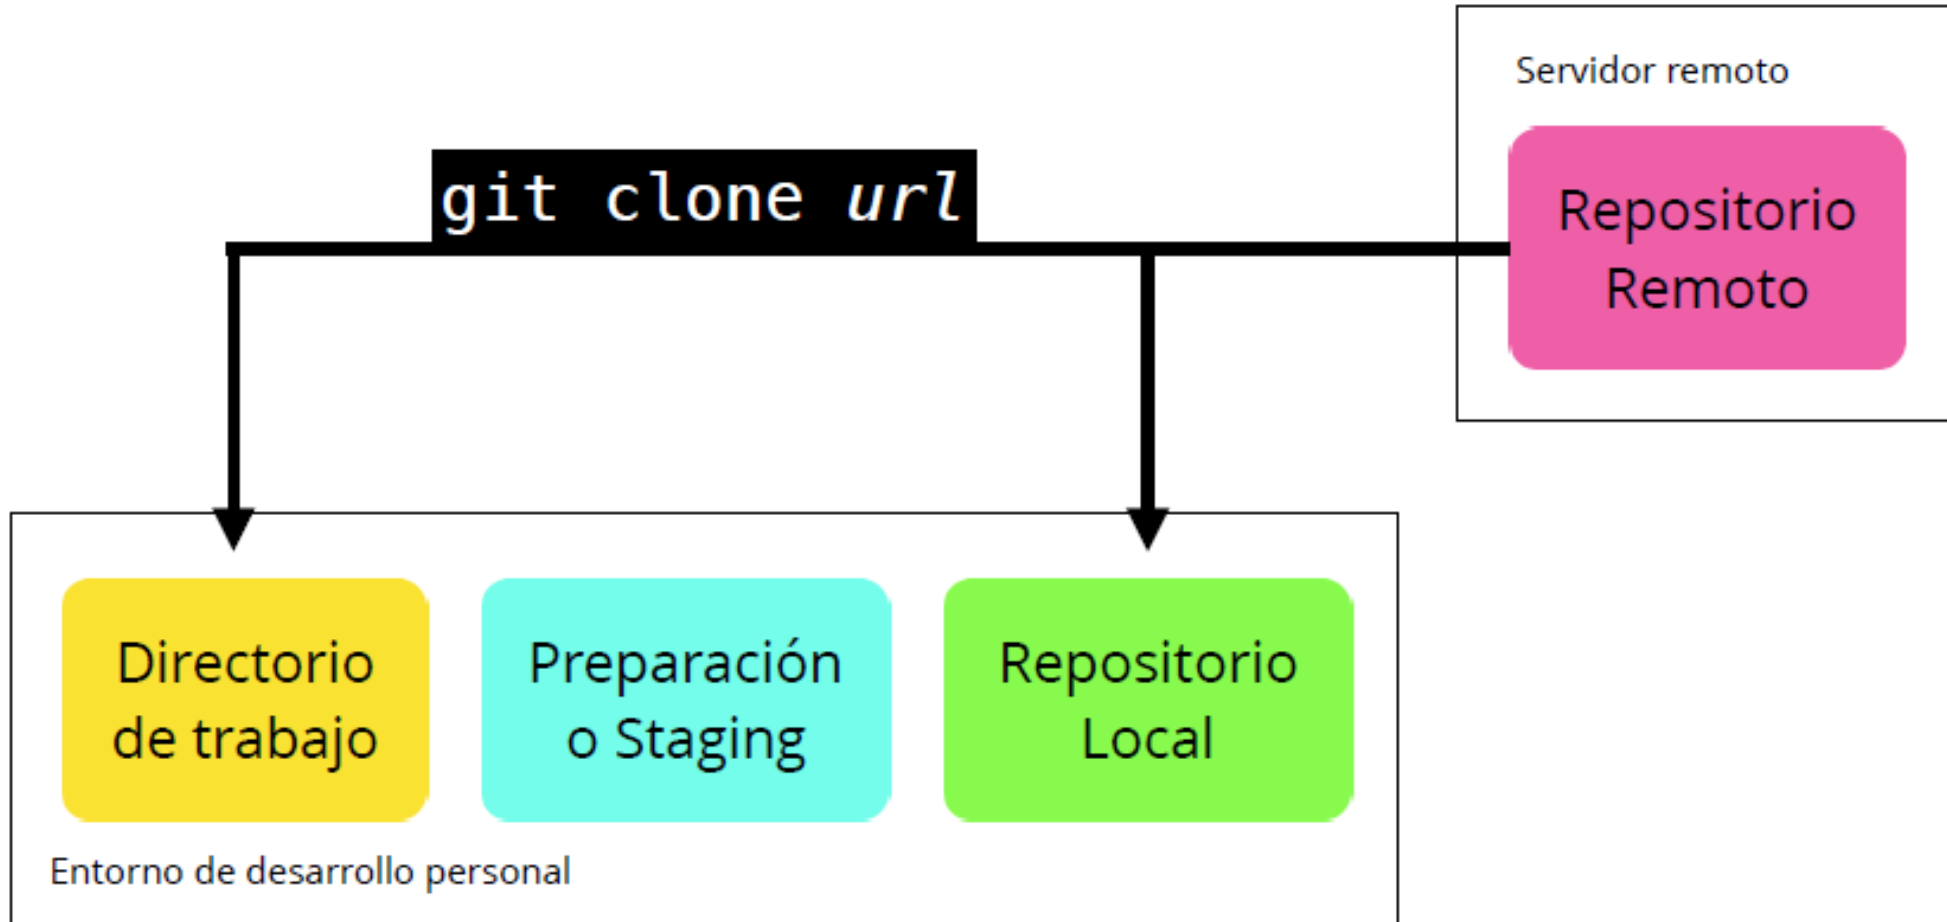 Servidor remoto
git clone url
Repositorio
Remoto
Directorio
de trabajo
Preparación
o Staging
Repositorio
Local
Entorno de desarrollo personal